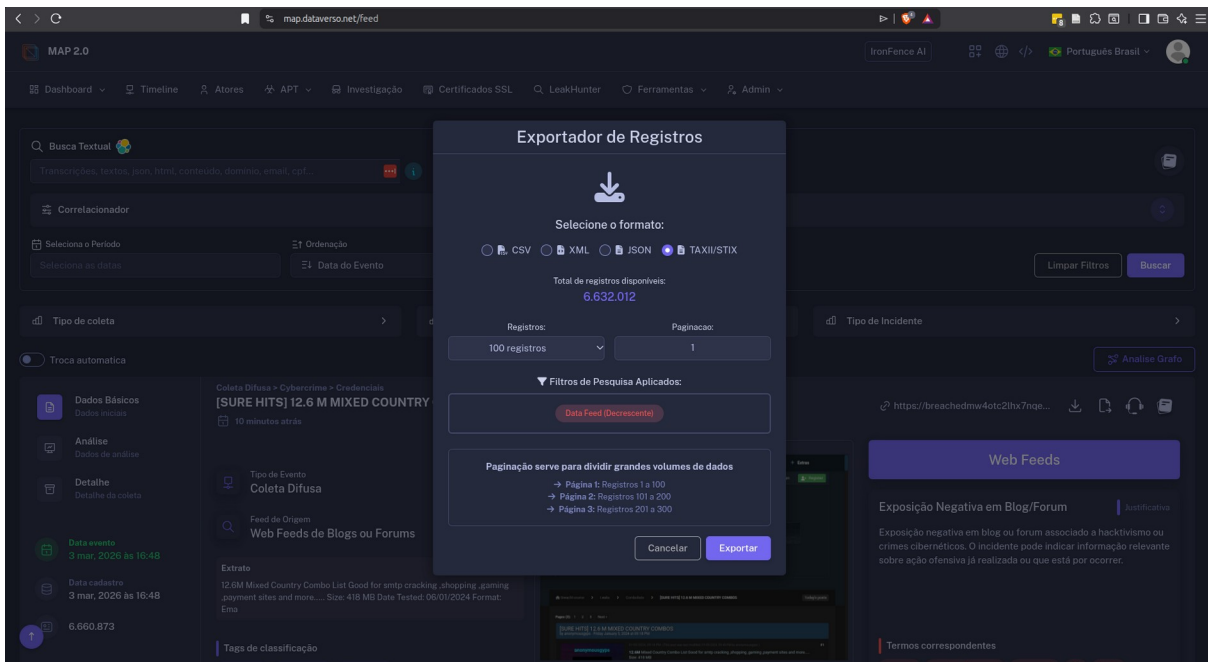 map.dataverso.net/feed
MAP 2.0
IronFence AI
Português Brasil
Dashboard
Timeline
Atores
APT
Investigação
Certificados SSL
LeakHunter
Ferramentas
Admin
Busca Textual
Transcrições, textos, json, html, conteúdo, domínio, email, cpf...
Correlacionador
Seleciona o Período
Ordenação
Seleciona as datas
Data do Evento
Limpar Filtros
Buscar
Tipo de coleta
Tipo de Incidente
Troca automatica
Analise Grafo
Exportador de Registros
Selecione o formato:
CSV
XML
JSON
TAXII/STIX
Total de registros disponíveis:
6.632.012
Registros:
Paginacao:
100 registros
1
Filtros de Pesquisa Aplicados:
Data Feed (Decrescente)
Paginação serve para dividir grandes volumes de dados
→ Página 1: Registros 1 a 100
→ Página 2: Registros 101 a 200
→ Página 3: Registros 201 a 300
Cancelar
Exportar
Dados Básicos
Dados iniciais
Análise
Dados de análise
Detalhe
Detalhe da coleta
Data evento
3 mar, 2026 às 16:48
Data cadastro
3 mar, 2026 às 16:48
6.660.873
Coleta Difusa > Cybercrime > Credenciais
[SURE HITS] 12.6 M MIXED COUNTRY
10 minutos atrás
https://breachedmw4otc2lhx7nqe...
Tipo de Evento
Coleta Difusa
Feed de Origem
Web Feeds de Blogs ou Forums
Extrato
12.6M Mixed Country Combo List Good for smtp cracking ,shopping ,gaming
,payment sites and more..... Size: 418 MB Date Tested: 06/01/2024 Format:
Ema
Tags de classificação
[SURE HITS] 12.6 M MIXED COUNTRY COMBOS
Web Feeds
Exposição Negativa em Blog/Forum
Justificativa
Exposição negativa em blog ou forum associado a hacktivismo ou
crimes cibernéticos. O incidente pode indicar informação relevante
sobre ação ofensiva já realizada ou que está por ocorrer.
Termos correspondentes